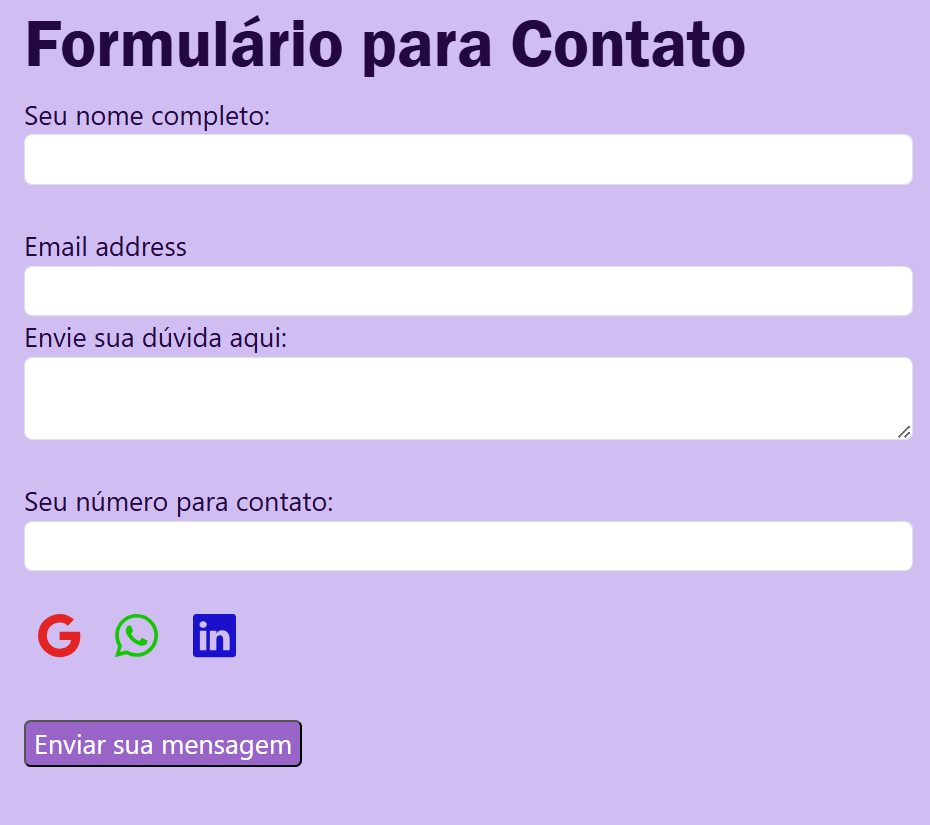 Formulário para Contato
Seu nome completo:
Email address
Envie sua dúvida aqui:
Seu número para contato:
G
in
Enviar sua mensagem